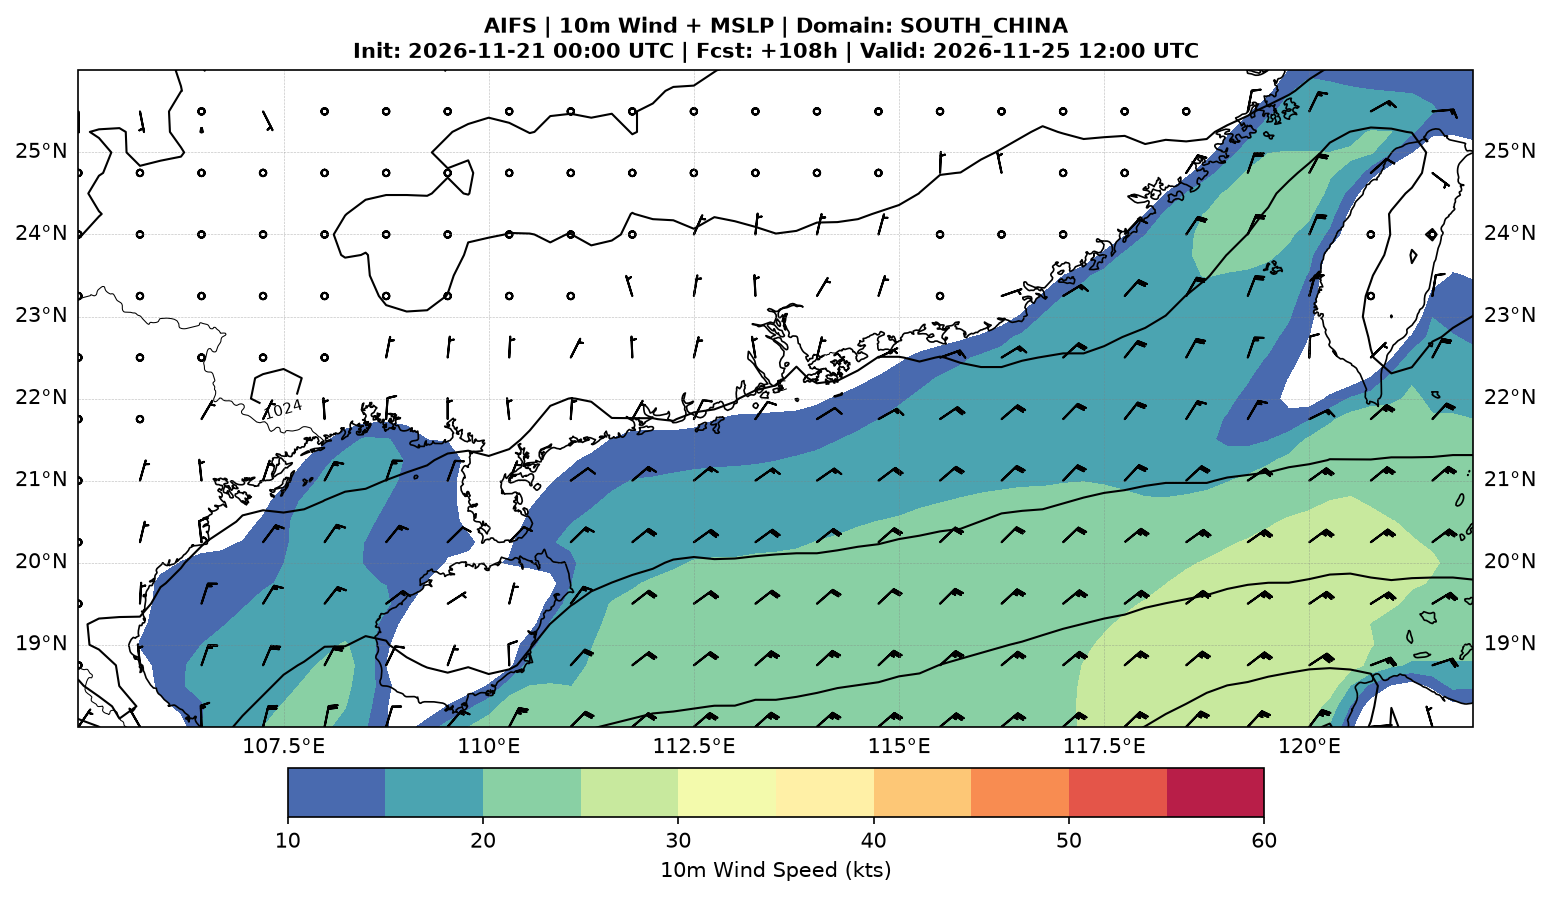 AIFS | 10m Wind + MSLP | Domain: SOUTH_CHINA
Init: 2026-11-21 00:00 UTC | Fcst: +108h | Valid: 2026-11-25 12:00 UTC
25°N
25°N
24°N
24°N
23°N
23°N
22°N
22°N
1024
21°N
21°N
20°N
20°N
19°N
19°N
107.5°E
110°E
112.5°E
115°E
117.5°E
120°E
10
20
30
40
50
60
10m Wind Speed (kts)